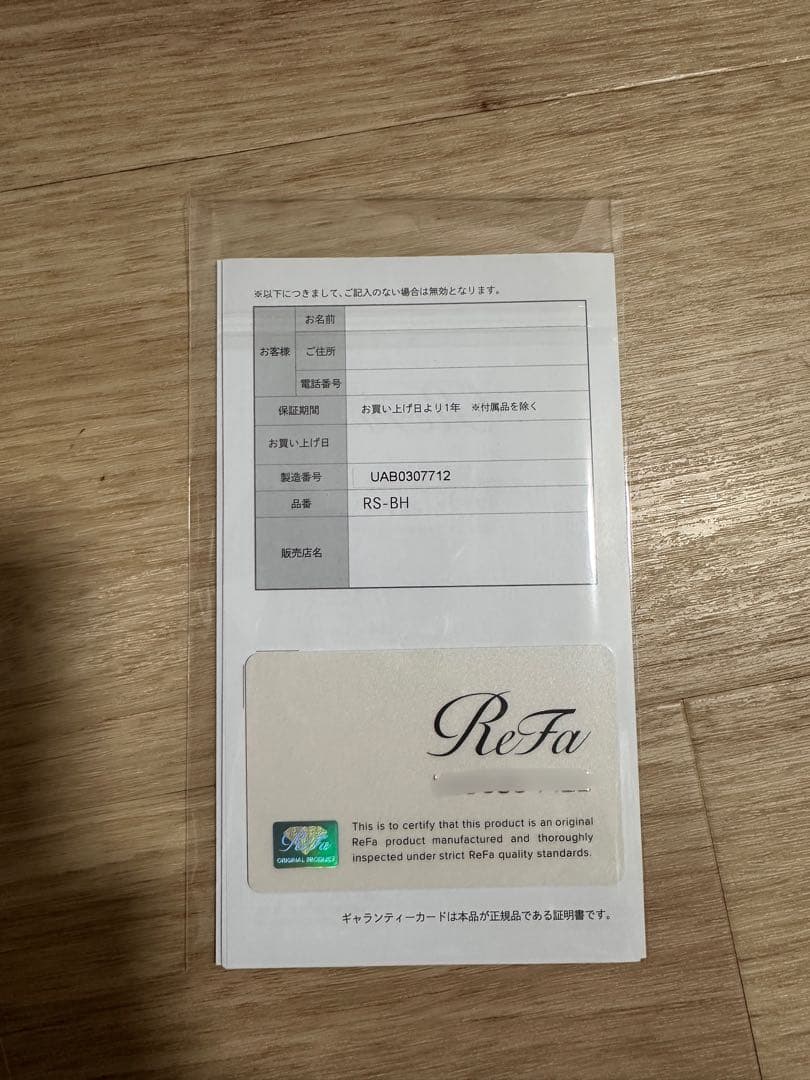 ※以下につきまして、ご記入のない場合は無効となります。
お客様
お名前
ご住所
電話番号
保証期間 お買い上げ日より1年 ※付属品を除く
お買い上げ日
製造番号 UAB0307712
品番 RS-BH
販売店名
ReFa
This is to certify that this product is an original
ReFa product manufactured and thoroughly
inspected under strict ReFa quality standards.
ReFa
ORIGINAL PRODUCT
ギャランティーカードは本品が正規品である証明書です。